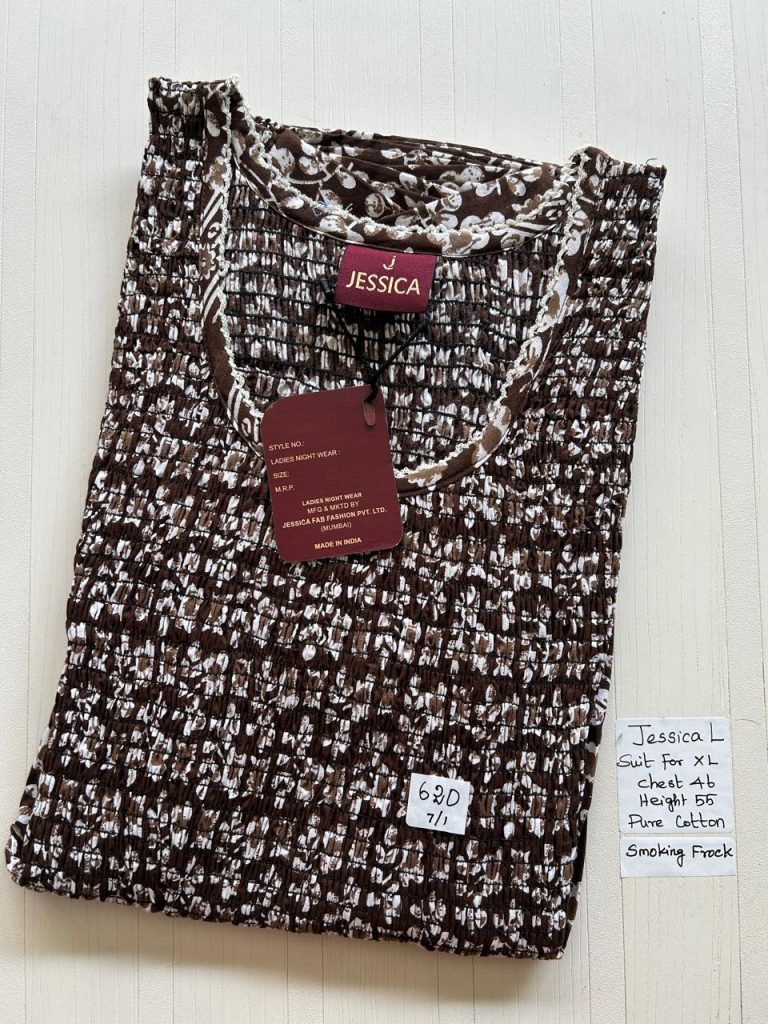 J
JESSICA
STYLE NO.:
LADIES NIGHT WEAR :
SIZE:
M.R.P.
LADIES NIGHT WEAR
MFG & MKTD BY
JESSICA FAB FASHION PVT. LTD.
(MUMBAI)
MADE IN INDIA
620
7/1
Jessica L
Suit For XL
Chest 46
Height 55
Pure Cotton
Smoking Frock